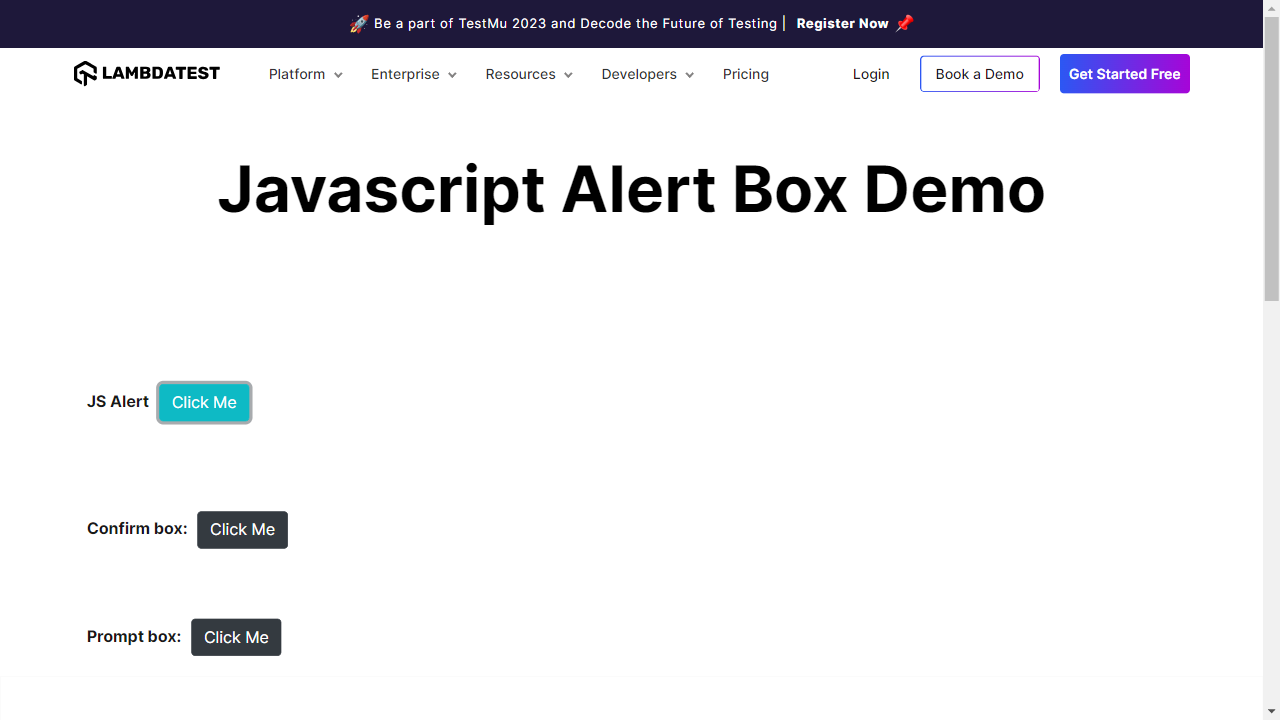 🚀 Be a part of TestMu 2023 and Decode the Future of Testing | Register Now 📌
LAMBDATEST Platform Enterprise Resources Developers Pricing Login Book a Demo Get Started Free
Javascript Alert Box Demo
JS Alert Click Me
Confirm box: Click Me
Prompt box: Click Me